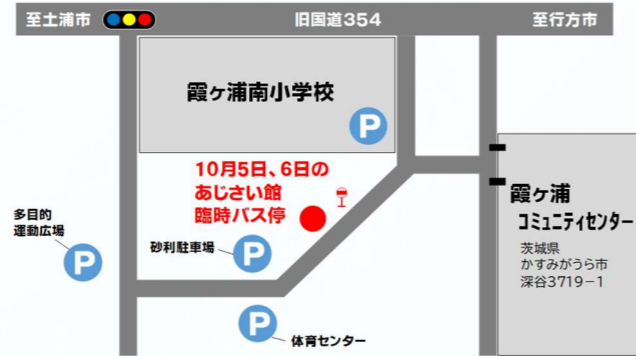 至土浦市
旧国道354
至行方市
霞ヶ浦南小学校
P
10月5日、6日の
あじさい館
臨時バス停
多目的
運動広場
P
砂利駐車場
P
P
体育センター
霞ヶ浦
コミュニティセンター
茨城県
かすみがうら市
深谷3719-1